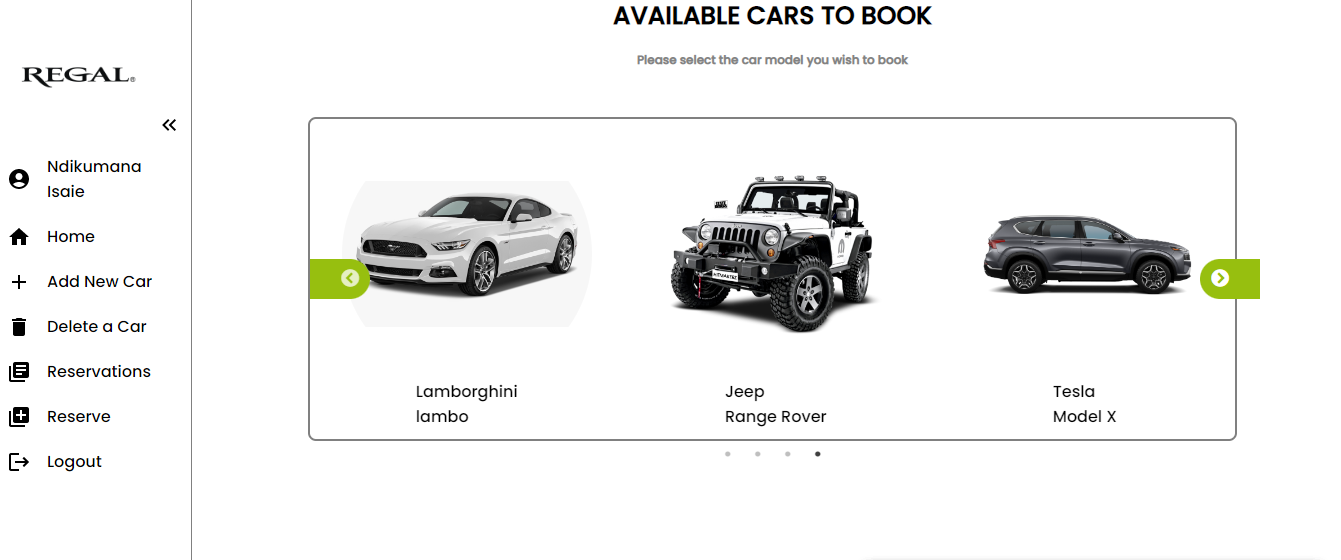 AVAILABLE CARS TO BOOK
Please select the car model you wish to book
REGAL®
Ndikumana
Isaie
Home
Add New Car
Delete a Car
Reservations
Reserve
Logout
Lamborghini
lambo
Jeep
Range Rover
Tesla
Model X